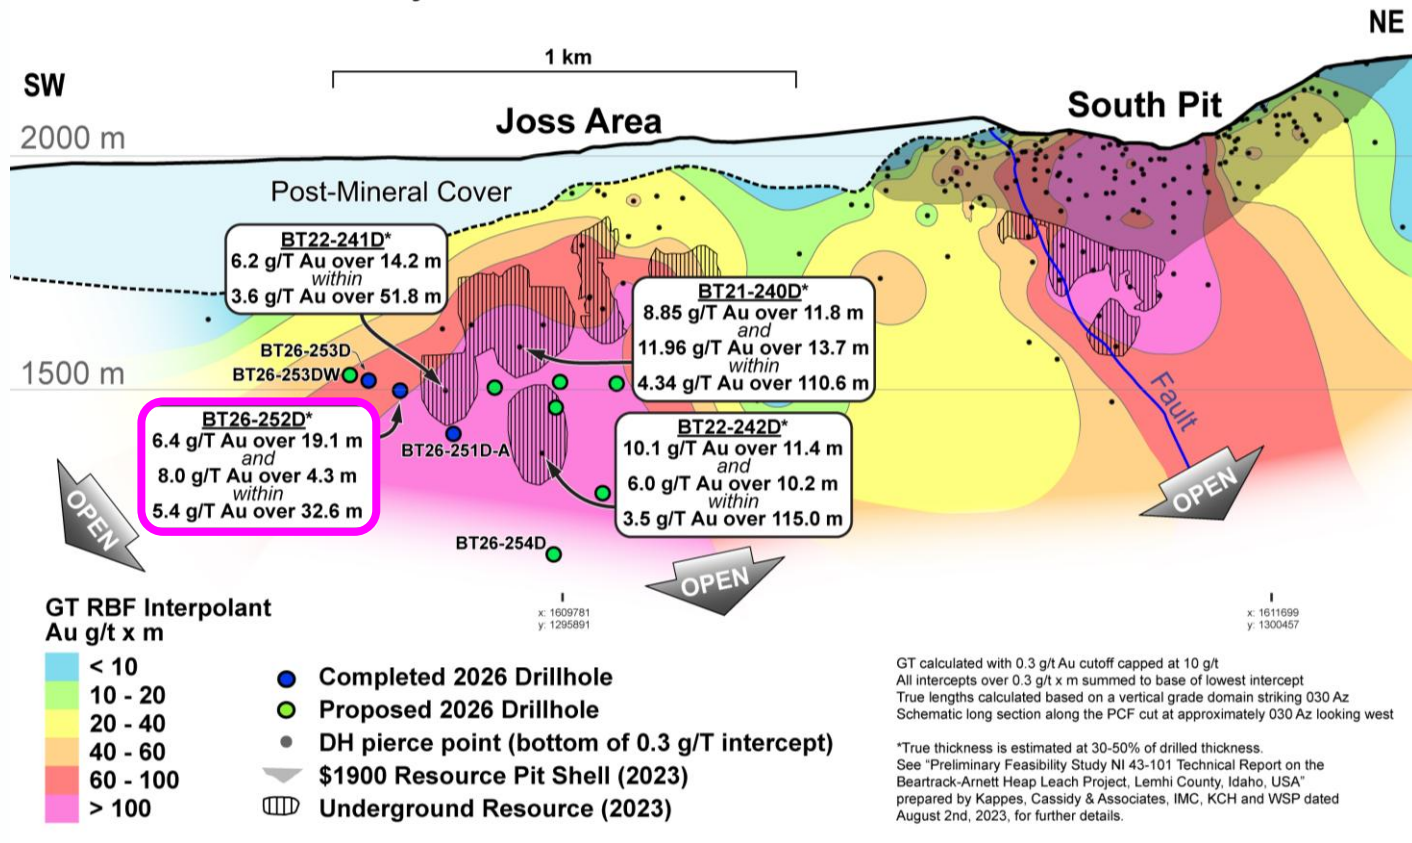 NE
1 km
SW
South Pit
Joss Area
2000 m
Post-Mineral Cover
BT22-241D*
6.2 g/T Au over 14.2 m
within
3.6 g/T Au over 51.8 m
BT21-240D*
8.85 g/T Au over 11.8 m
and
11.96 g/T Au over 13.7 m
within
4.34 g/T Au over 110.6 m
BT26-253D
BT26-253DW
1500 m
Fault
BT26-252D*
6.4 g/T Au over 19.1 m
and
8.0 g/T Au over 4.3 m
within
5.4 g/T Au over 32.6 m
BT26-251D-A
BT22-242D*
10.1 g/T Au over 11.4 m
and
6.0 g/T Au over 10.2 m
within
3.5 g/T Au over 115.0 m
OPEN
OPEN
BT26-254D
OPEN
x: 1609781
y: 1295891
x: 1611699
y: 1300457
GT RBF Interpolant
Au g/t x m
< 10
10 - 20
20 - 40
40 - 60
60 - 100
> 100
Completed 2026 Drillhole
Proposed 2026 Drillhole
DH pierce point (bottom of 0.3 g/T intercept)
$1900 Resource Pit Shell (2023)
Underground Resource (2023)
GT calculated with 0.3 g/t Au cutoff capped at 10 g/t
All intercepts over 0.3 g/t x m summed to base of lowest intercept
True lengths calculated based on a vertical grade domain striking 030 Az
Schematic long section along the PCF cut at approximately 030 Az looking west
*True thickness is estimated at 30-50% of drilled thickness.
See "Preliminary Feasibility Study NI 43-101 Technical Report on the
Beartrack-Arnett Heap Leach Project, Lemhi County, Idaho, USA"
prepared by Kappes, Cassidy & Associates, IMC, KCH and WSP dated
August 2nd, 2023, for further details.